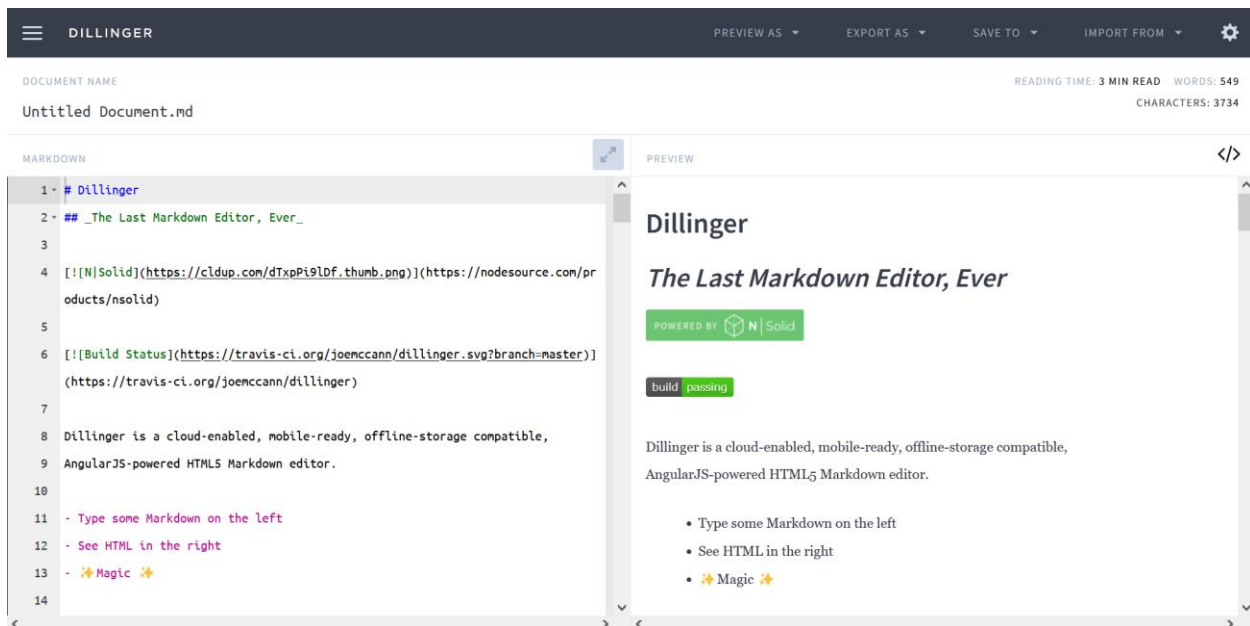 DILLINGER
PREVIEW AS EXPORT AS SAVE TO IMPORT FROM
DOCUMENT NAME
Untitled Document.md
READING TIME: 3 MIN READ WORDS: 549
CHARACTERS: 3734
MARKDOWN
1 # Dillinger
2 ## _The Last Markdown Editor, Ever_
3
4 [![N|Solid](https://cldup.com/dTxpPi9lDf.thumb.png)](https://nodesource.com/pr
oducts/nsolid)
5
6 [![Build Status](https://travis-ci.org/joemccann/dillinger.svg?branch=master)]
(https://travis-ci.org/joemccann/dillinger)
7
8 Dillinger is a cloud-enabled, mobile-ready, offline-storage compatible,
9 AngularJS-powered HTML5 Markdown editor.
10
11 - Type some Markdown on the left
12 - See HTML in the right
13 - ✨Magic ✨
14
PREVIEW
</>
Dillinger
The Last Markdown Editor, Ever
POWERED BY N|Solid
build passing
Dillinger is a cloud-enabled, mobile-ready, offline-storage compatible,
AngularJS-powered HTML5 Markdown editor.
• Type some Markdown on the left
• See HTML in the right
• ✨Magic ✨